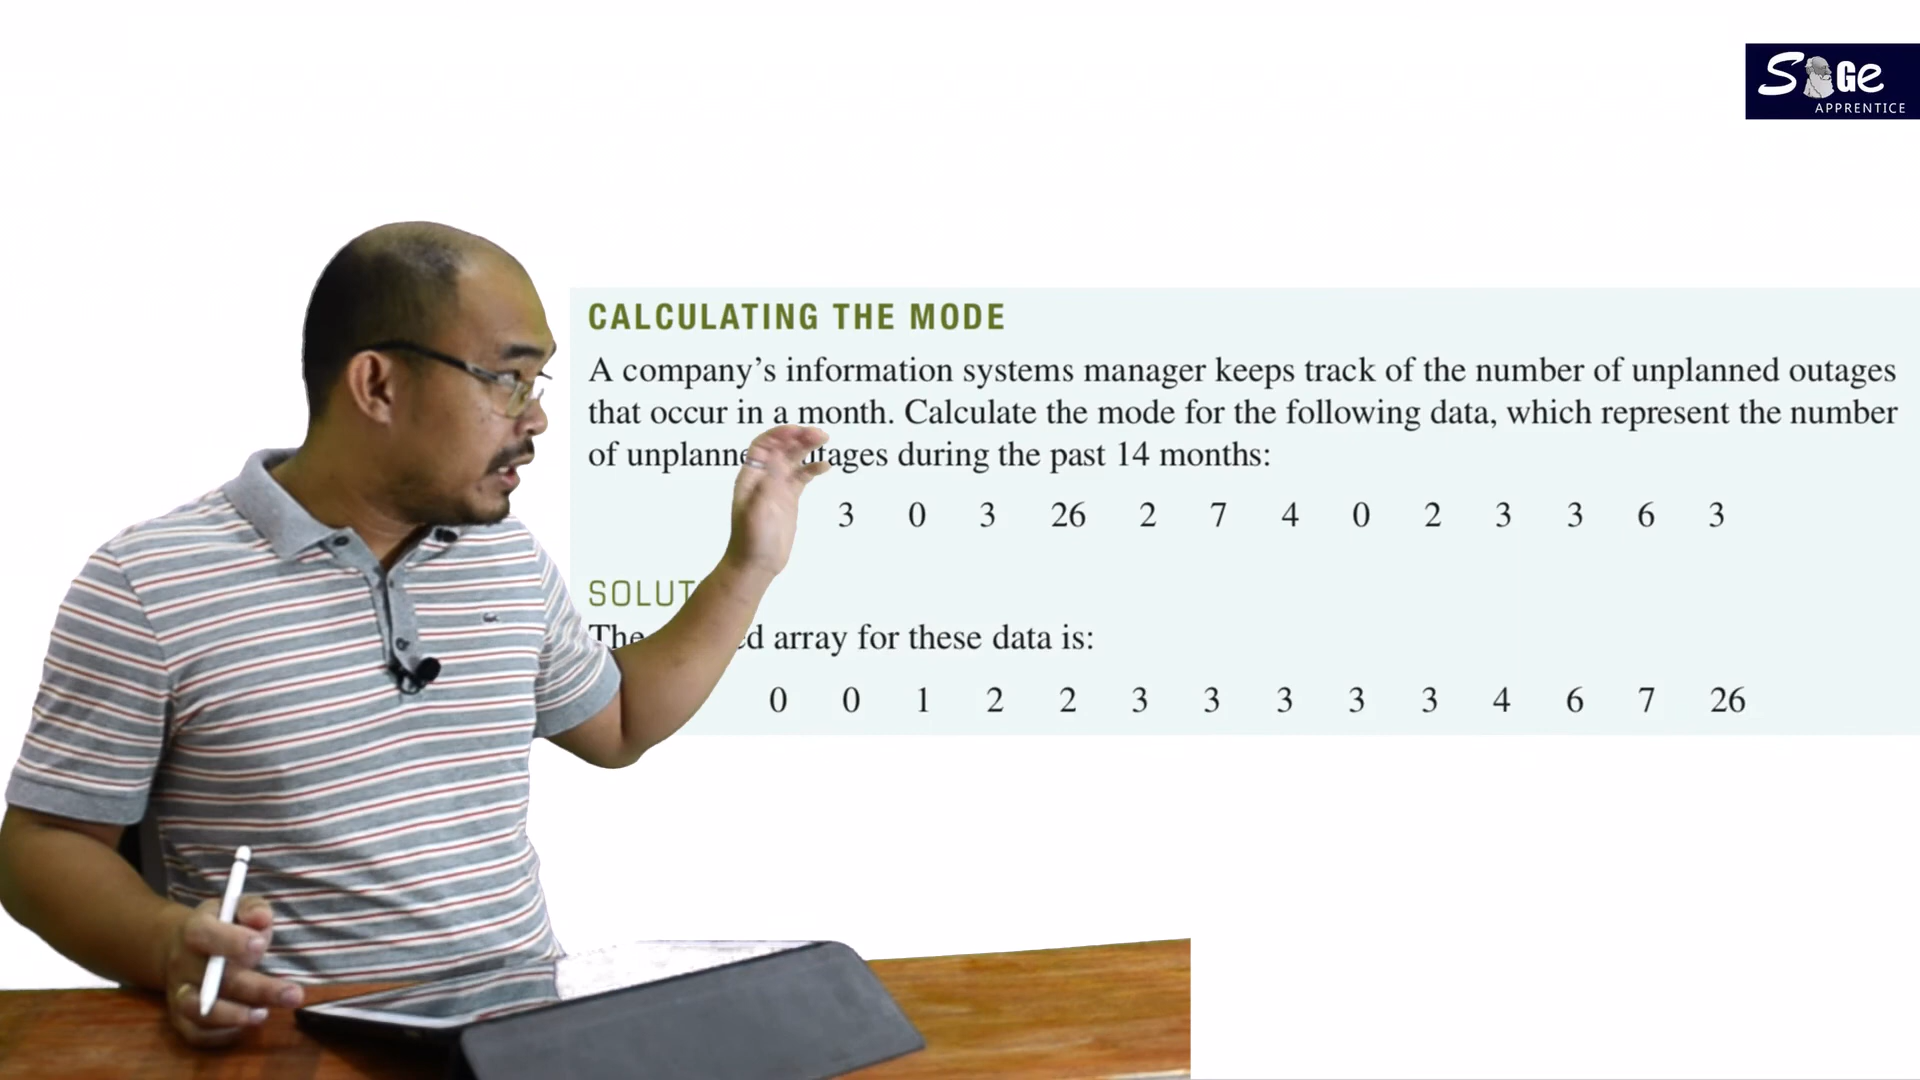 SAGE
APPRENTICE
CALCULATING THE MODE
A company's information systems manager keeps track of the number of unplanned outages
that occur in a month. Calculate the mode for the following data, which represent the number
of during the past 14 months:
3 0 3 26 2 7 4 0 2 3 3 6 3
The array for these data is:
0 0 1 2 2 3 3 3 3 3 4 6 7 26